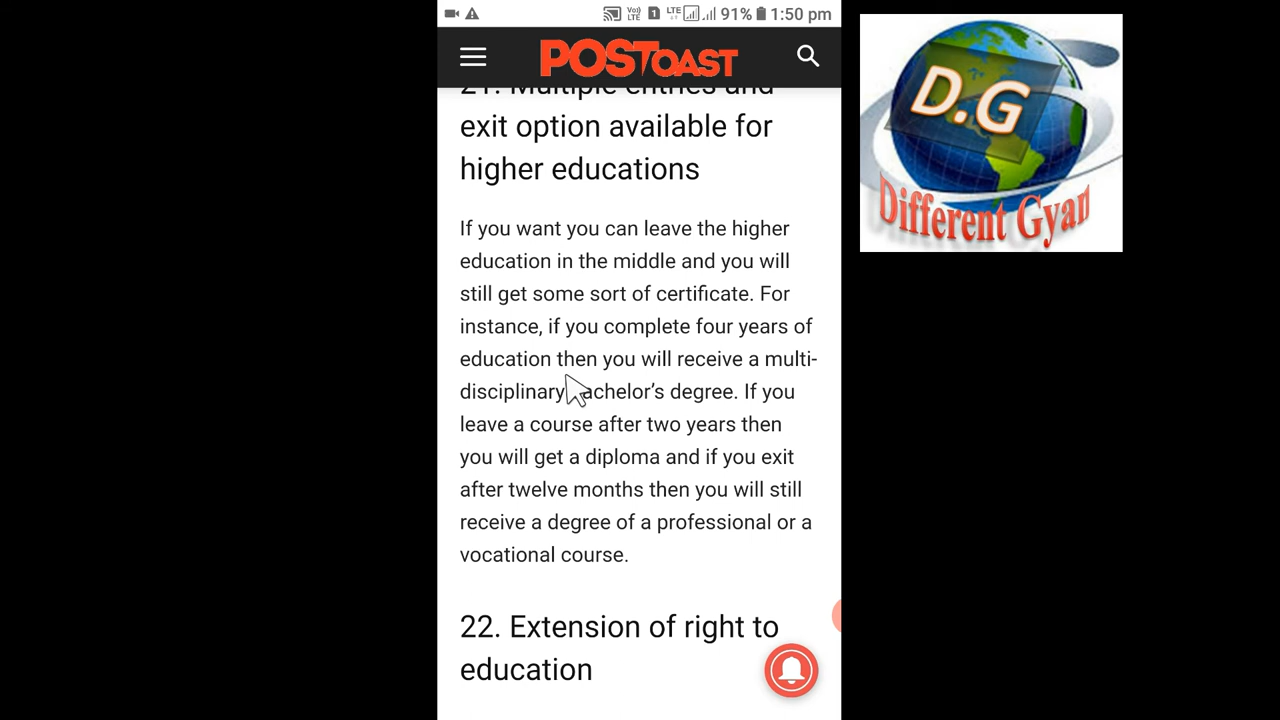 91% 1:50 pm
POSTOAST
21. Multiple entries and
exit option available for
higher educations
If you want you can leave the higher
education in the middle and you will
still get some sort of certificate. For
instance, if you complete four years of
education then you will receive a multi-
disciplinary achelor's degree. If you
leave a course after two years then
you will get a diploma and if you exit
after twelve months then you will still
receive a degree of a professional or a
vocational course.
22. Extension of right to
education
D.G
Different Gyan